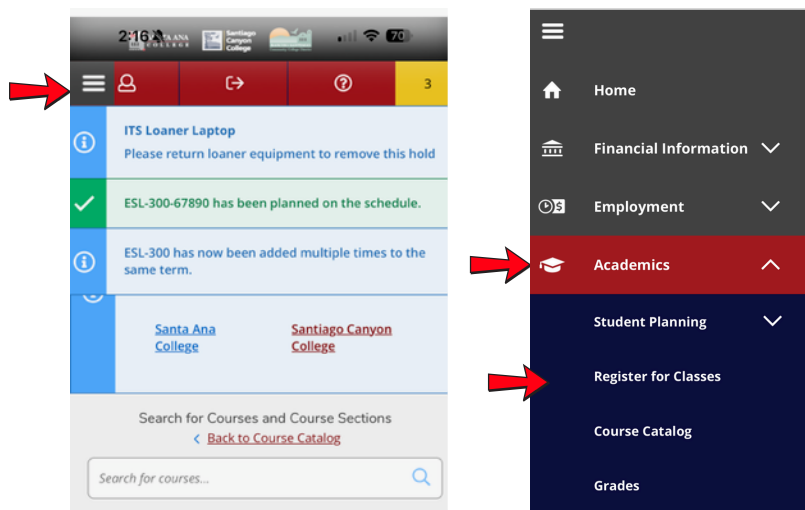 2:16
TA ANA
COLLEGE
Santiago
Canyon
College
70
3
ITS Loaner Laptop
Please return loaner equipment to remove this hold
ESL-300-67890 has been planned on the schedule.
ESL-300 has now been added multiple times to the
same term.
Santa Ana
College
Santiago Canyon
College
Search for Courses and Course Sections
Back to Course Catalog
Search for courses...
Home
Financial Information
Employment
Academics
Student Planning
Register for Classes
Course Catalog
Grades